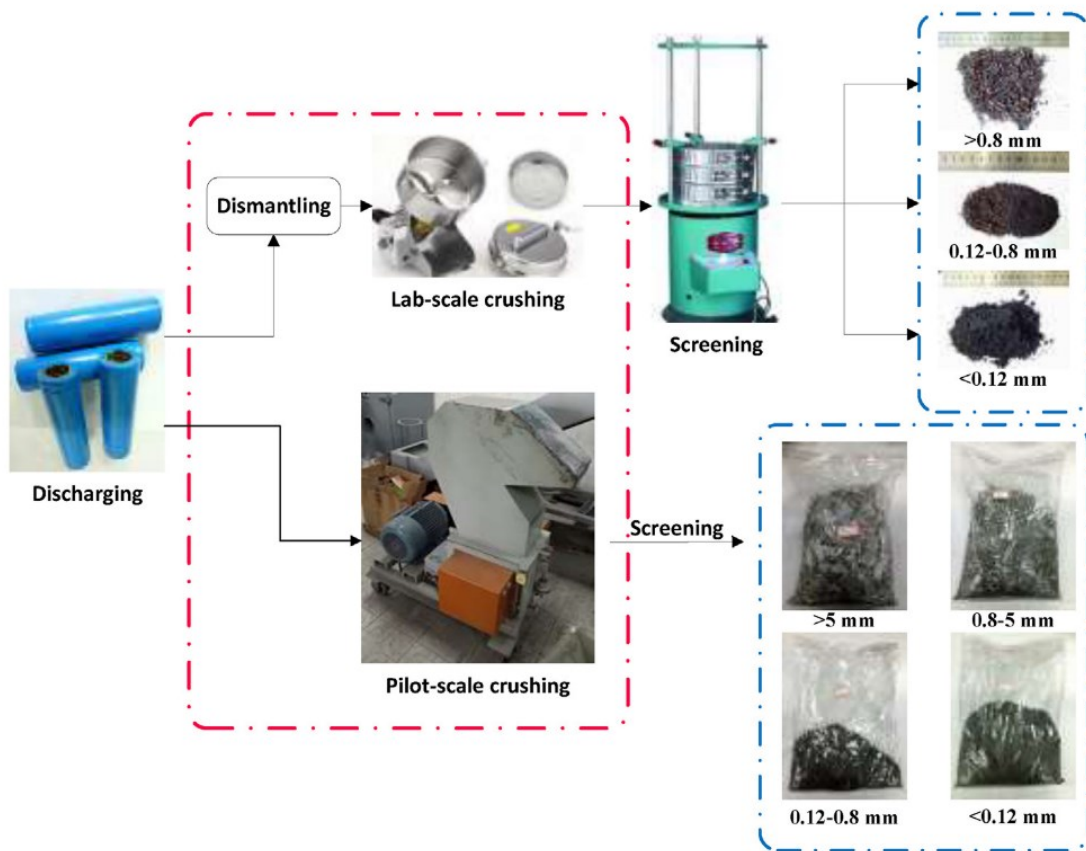 >0.8 mm
Dismantling
0.12-0.8 mm
Lab-scale crushing
Screening
<0.12 mm
Discharging
Screening
>5 mm
0.8-5 mm
Pilot-scale crushing
0.12-0.8 mm
<0.12 mm